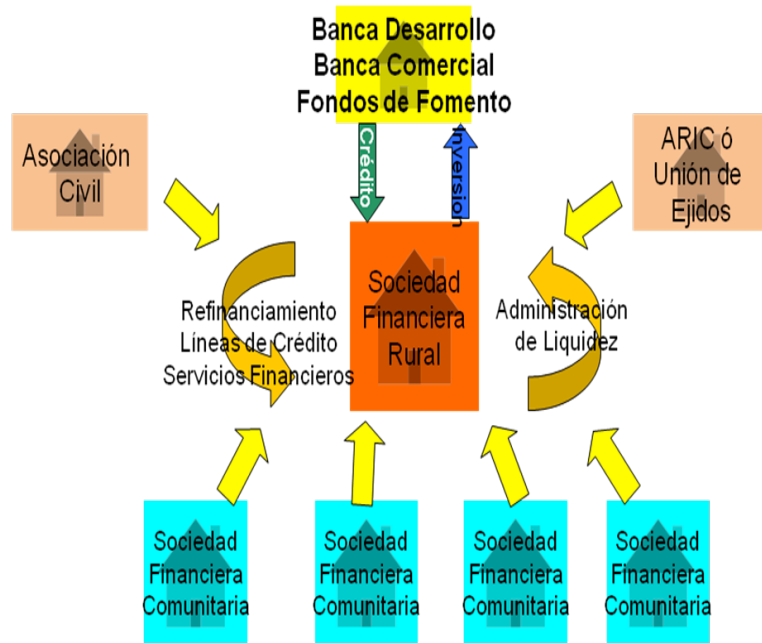 Banca Desarrollo
Banca Comercial
Fondos de Fomento
Asociación
Civil
Crédito
Inversion
ARIC ó
Unión de
Ejidos
Sociedad
Financiera
Rural
Refinanciamiento
Líneas de Crédito
Servicios Financieros
Administración
de Liquidez
Sociedad
Financiera
Comunitaria
Sociedad
Financiera
Comunitaria
Sociedad
Financiera
Comunitaria
Sociedad
Financiera
Comunitaria